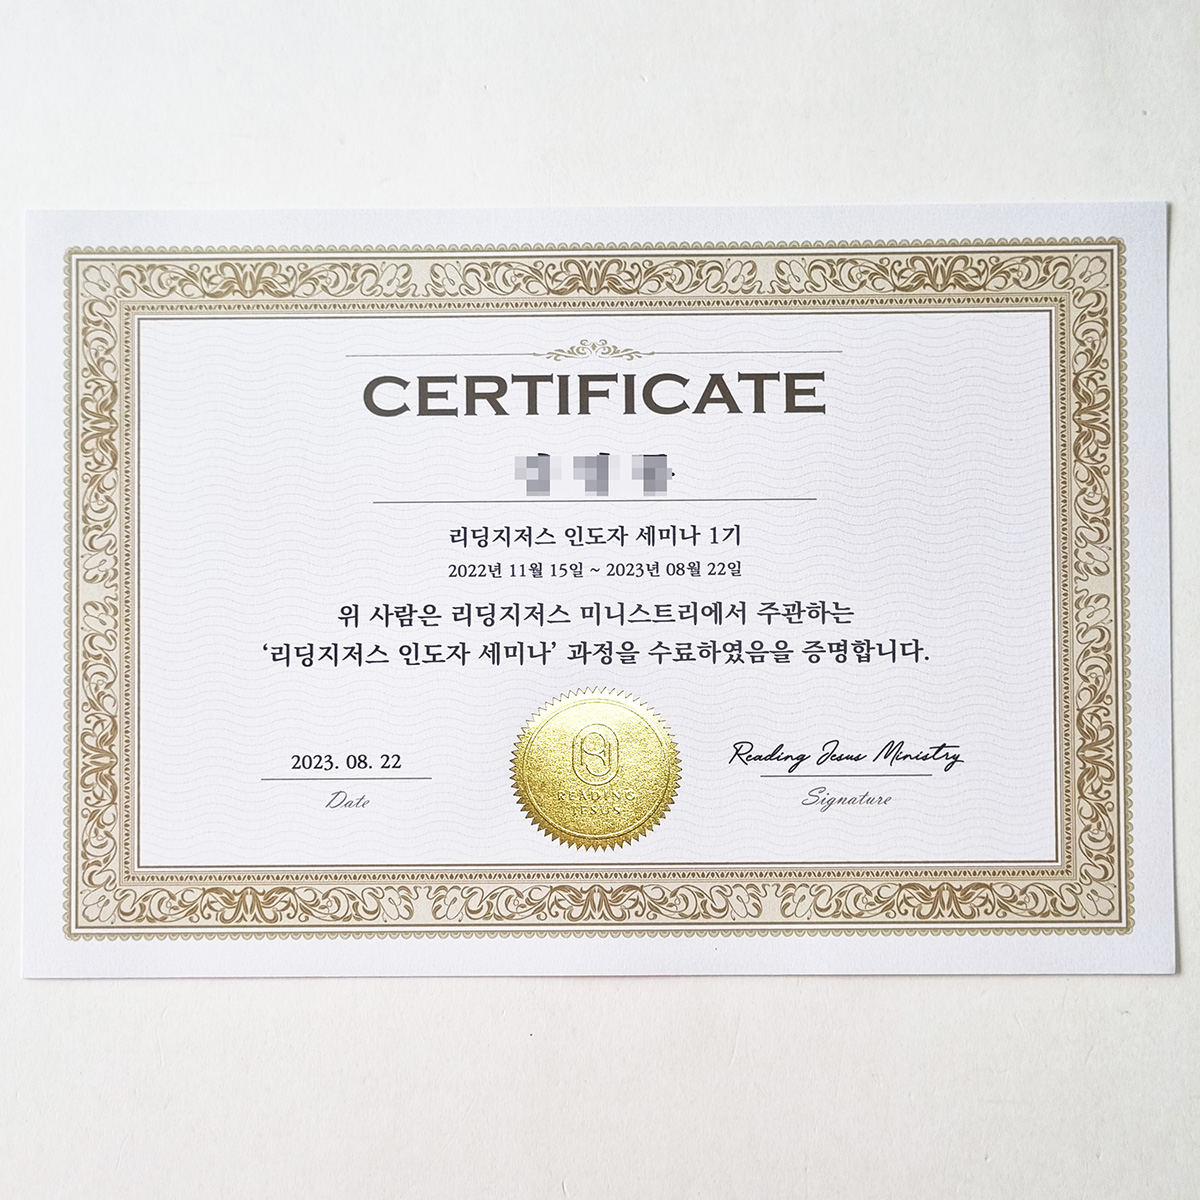 CERTIFICATE
리딩지저스 인도자 세미나 1기
2022년 11월 15일 ~ 2023년 08월 22일
위 사람은 리딩지저스 미니스트리에서 주관하는
‘리딩지저스 인도자 세미나’ 과정을 수료하였음을 증명합니다.
2023. 08. 22
Date
READING
JESUS
Reading Jesus Ministry
Signature